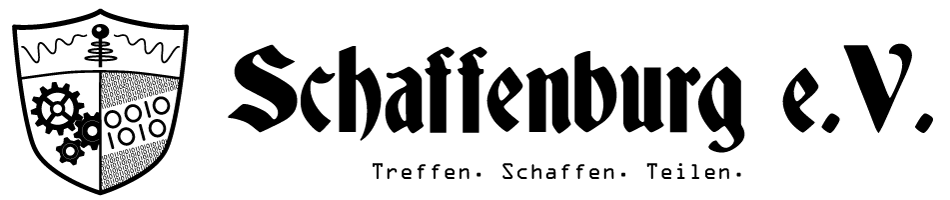 Schaffenburg e.V.
0010
1010
Treffen. Schaffen. Teilen.